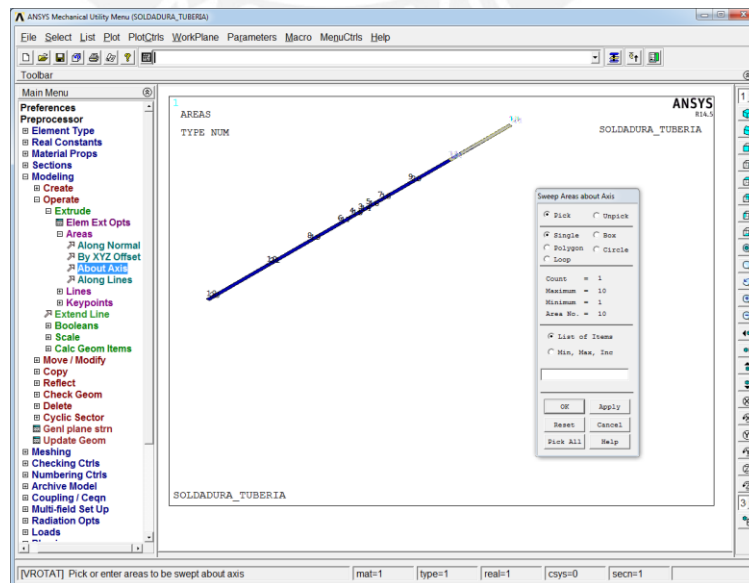 ANSYS Mechanical Utility Menu (SOLDADURA_TUBERIA)
File Select List Plot PlotCtrls WorkPlane Parameters Macro MenuCtrls Help
Toolbar
Main Menu
Preferences
Preprocessor
Element Type
Real Constants
Material Props
Sections
Modeling
Create
Operate
Extrude
Elem Ext Opts
Areas
Along Normal
By XYZ Offset
About Axis
Along Lines
Lines
Keypoints
Extend Line
Booleans
Scale
Calc Geom Items
Move / Modify
Copy
Reflect
Check Geom
Delete
Cyclic Sector
Genl plane strn
Update Geom
Meshing
Checking Ctrls
Numbering Ctrls
Archive Model
Coupling / Ceqn
Multi-field Set Up
Radiation Opts
Loads
1
AREAS
TYPE NUM
ANSYS
R14.5
SOLDADURA_TUBERIA
SOLDADURA_TUBERIA
Sweep Areas about Axis
Pick Unpick
Single Box
Polygon Circle
Loop
Count = 1
Maximum = 10
Minimum = 1
Area No. = 10
List of Items
Min, Max, Inc
OK Apply
Reset Cancel
Pick All Help
1
3
[VROTAT] Pick or enter areas to be swept about axis
mat=1 type=1 real=1 csys=0 secn=1